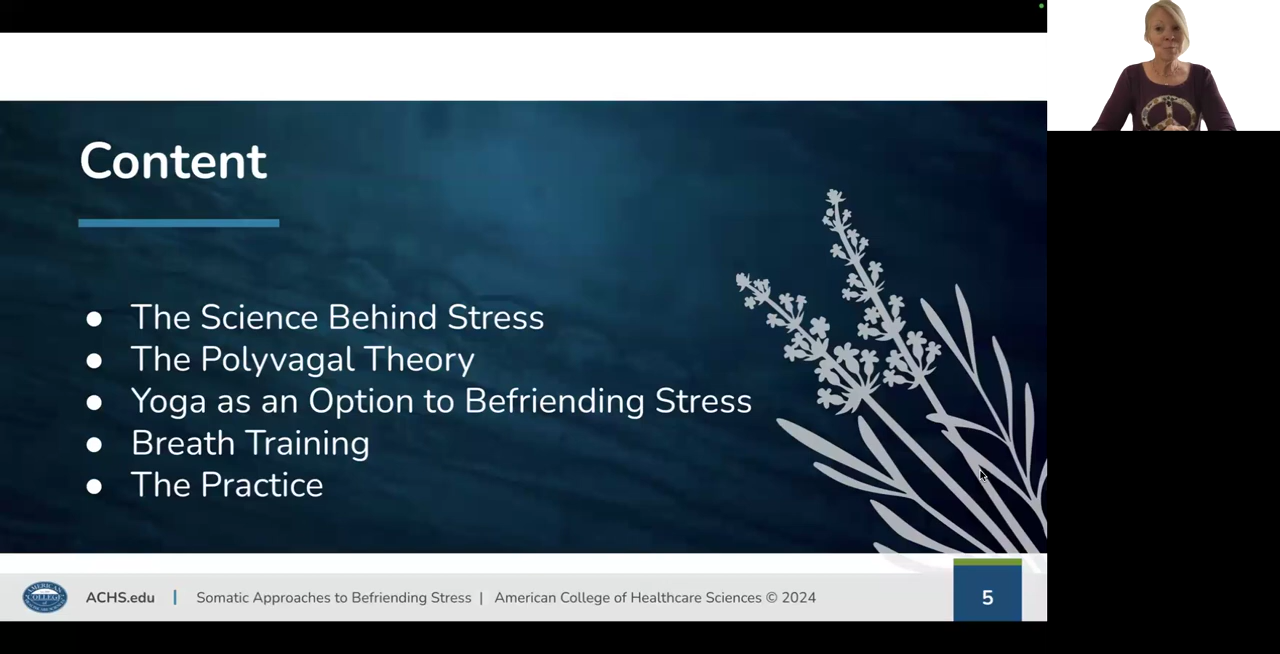 Content
● The Science Behind Stress
● The Polyvagal Theory
● Yoga as an Option to Befriending Stress
● Breath Training
● The Practice
ACHS.edu | Somatic Approaches to Befriending Stress | American College of Healthcare Sciences © 2024
5